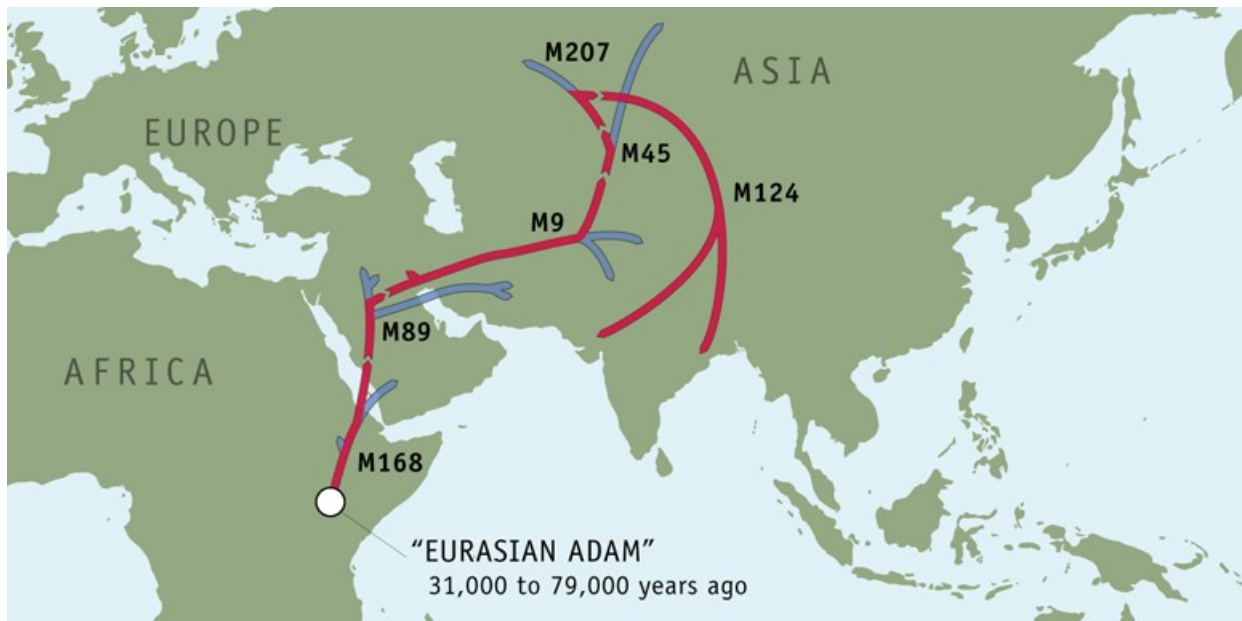 M207
ASIA
EUROPE
M45
M124
M9
M89
AFRICA
M168
“EURASIAN ADAM”
31,000 to 79,000 years ago